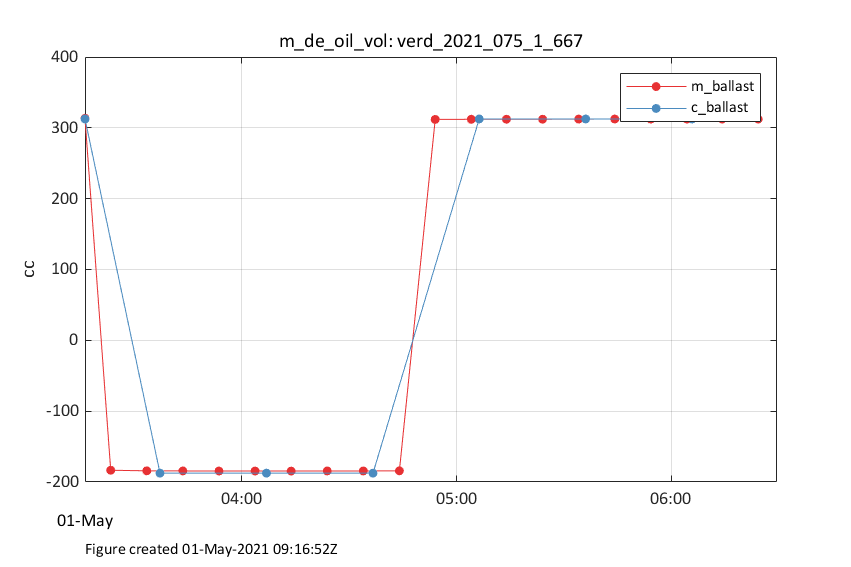 m_de_oil_vol: verd_2021_075_1_667
400
m_ballast
c_ballast
300
200
100
cc
0
-100
-200
04:00
05:00
06:00
01-May
Figure created 01-May-2021 09:16:52Z